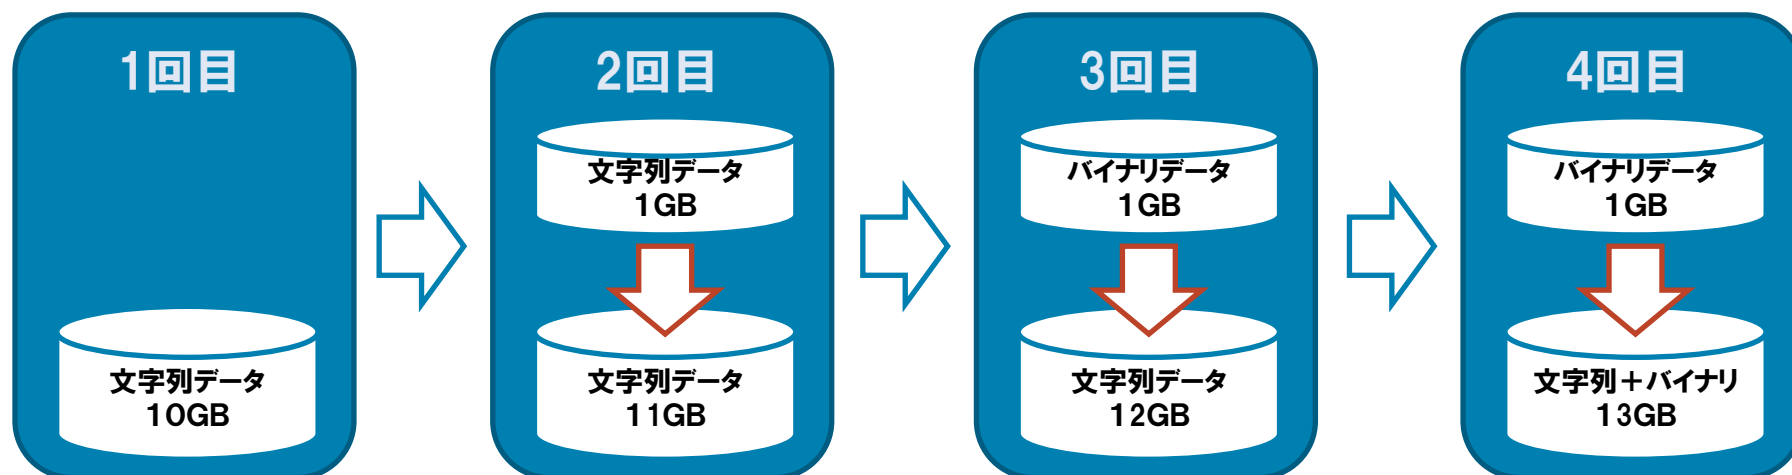 1回目
文字列データ
10GB
2回目
文字列データ
1GB
文字列データ
11GB
3回目
バイナリデータ
1GB
文字列データ
12GB
4回目
バイナリデータ
1GB
文字列＋バイナリ
13GB